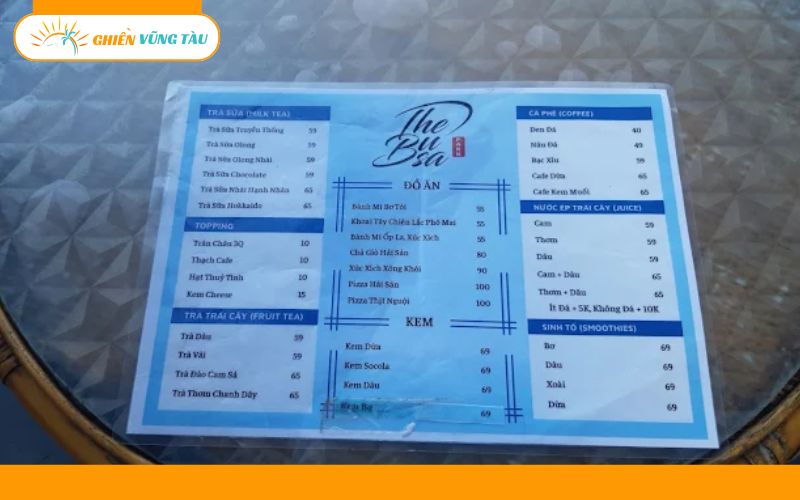 GHIỀN VŨNG TÀU
TRÀ SỮA (MILK TEA)
Trà Sữa Truyền Thống 59
Trà Sữa Olong 59
Trà Sữa Olong Nhài 59
Trà Sữa Chocolate 59
Trà Sữa Nhài Hạnh Nhân 65
Trà Sữa Hokkaido 65
TOPPING
Trân Châu 3Q 10
Thạch Cafe 10
Hạt Thuỷ Tinh 10
Kem Cheese 15
TRÀ TRÁI CÂY (FRUIT TEA)
Trà Dâu 59
Trà Vải 59
Trà Đào Cam Sả 65
Trà Thơm Chanh Dây 65
The
Bu
Sa
PARK
ĐỒ ĂN
Bánh Mì Bơ Tỏi 55
Khoai Tây Chiên Lắc Phô Mai 55
Bánh Mì Ốp La, Xúc Xích 55
Chả Giò Hải Sản 80
Xúc Xích Xông Khói 90
Pizza Hải Sản 100
Pizza Thịt Nguội 100
KEM
Kem Dừa 69
Kem Socola 69
Kem Dâu 69
Kem Bơ 69
CÀ PHÊ (COFFEE)
Đen Đá 40
Nâu Đá 49
Bạc Xỉu 59
Cafe Dừa 65
Cafe Kem Muối 65
NƯỚC ÉP TRÁI CÂY (JUICE)
Cam 59
Thơm 59
Dâu 59
Cam + Dâu 65
Thơm + Dâu 65
Ít Đá + 5K, Không Đá + 10K
SINH TỐ (SMOOTHIES)
Bơ 69
Dâu 69
Xoài 69
Dừa 69